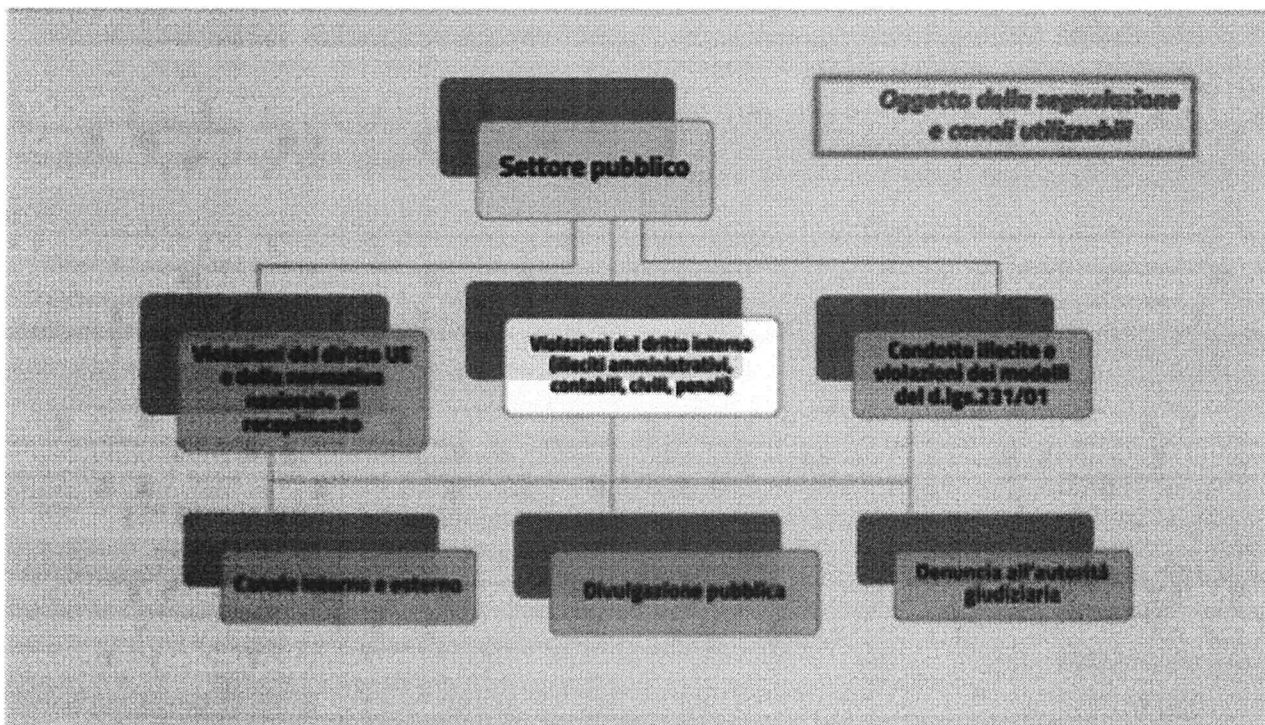 Oggetto della segnalazione
e canali utilizzabili
Settore pubblico
Violazioni del diritto UE
e della normativa
nazionale di
recepimento
Violazioni del dritto interno
(illeciti amministrativi,
contabili, civili, penali)
Condotte illecite e
violazioni dei modelli
del d.lgs.231/01
Canale interno e esterno
Divulgazione pubblica
Denuncia all'autorità
giudiziaria